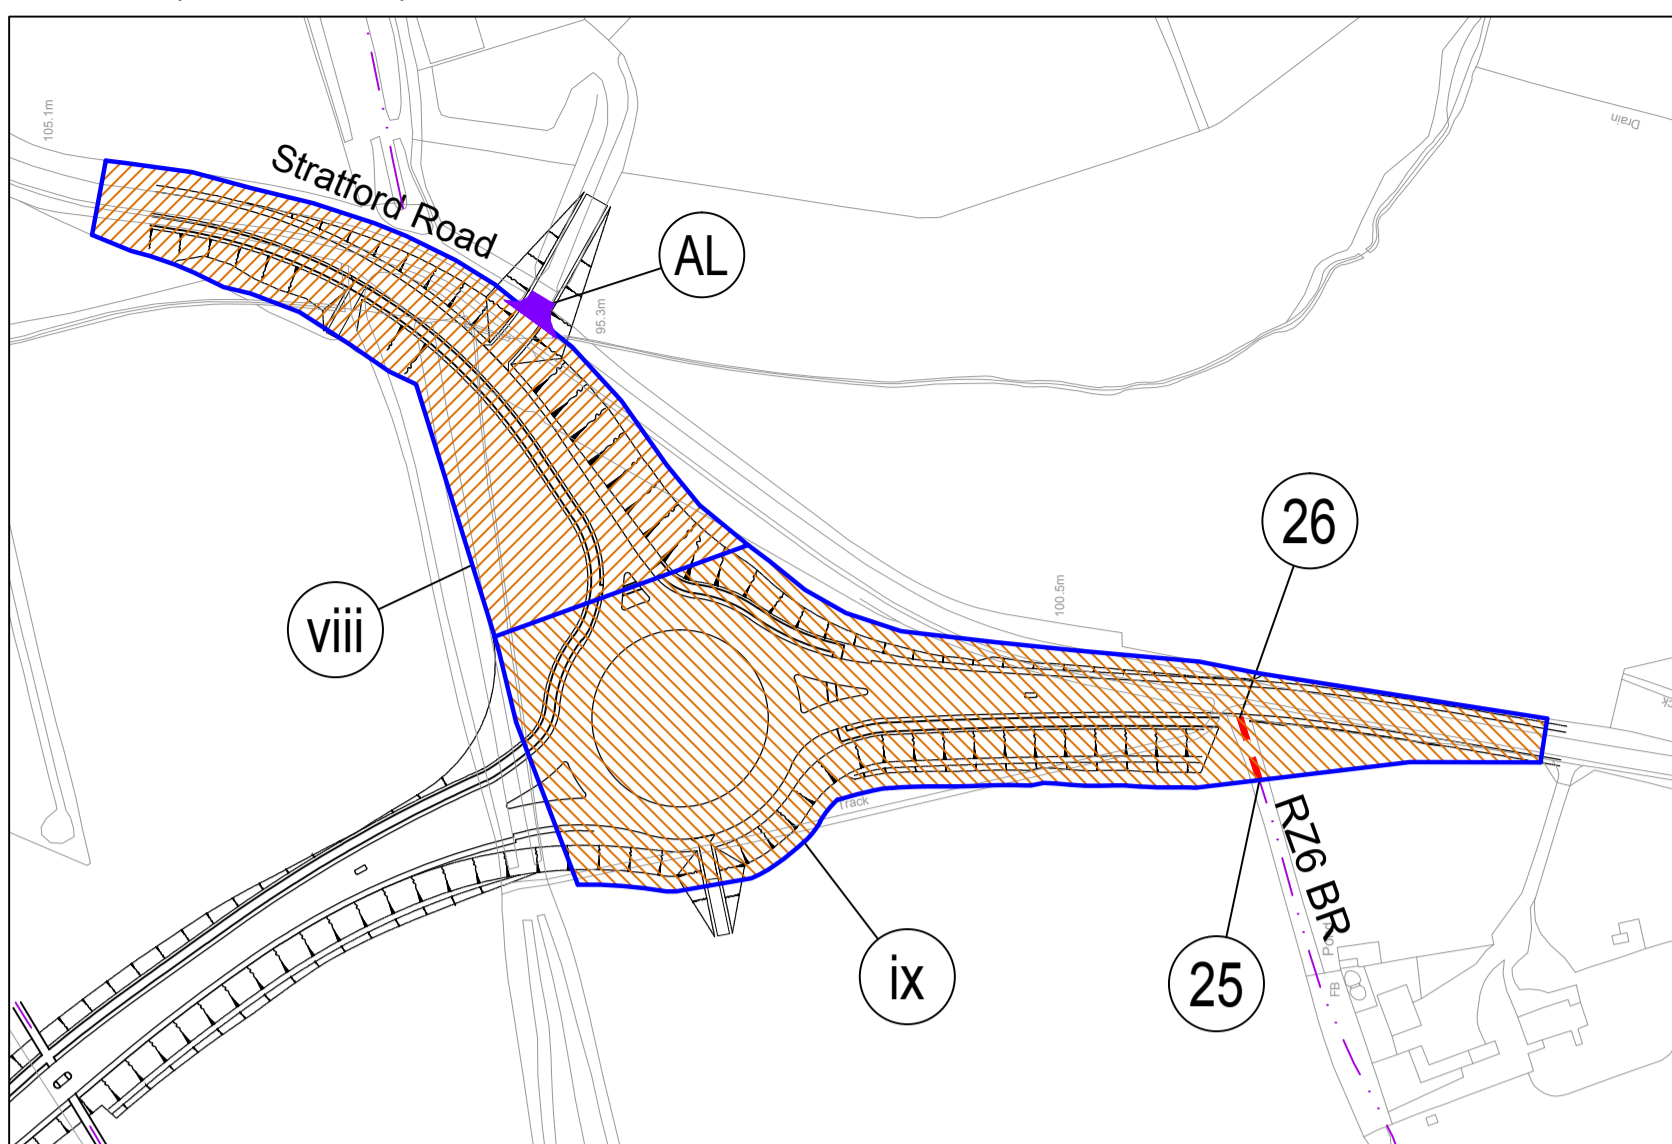 105.1m
Drain
Stratford Road
AL
95.3m
26
100.5m
viii
Track
RZ6 BR
ix
25
FB